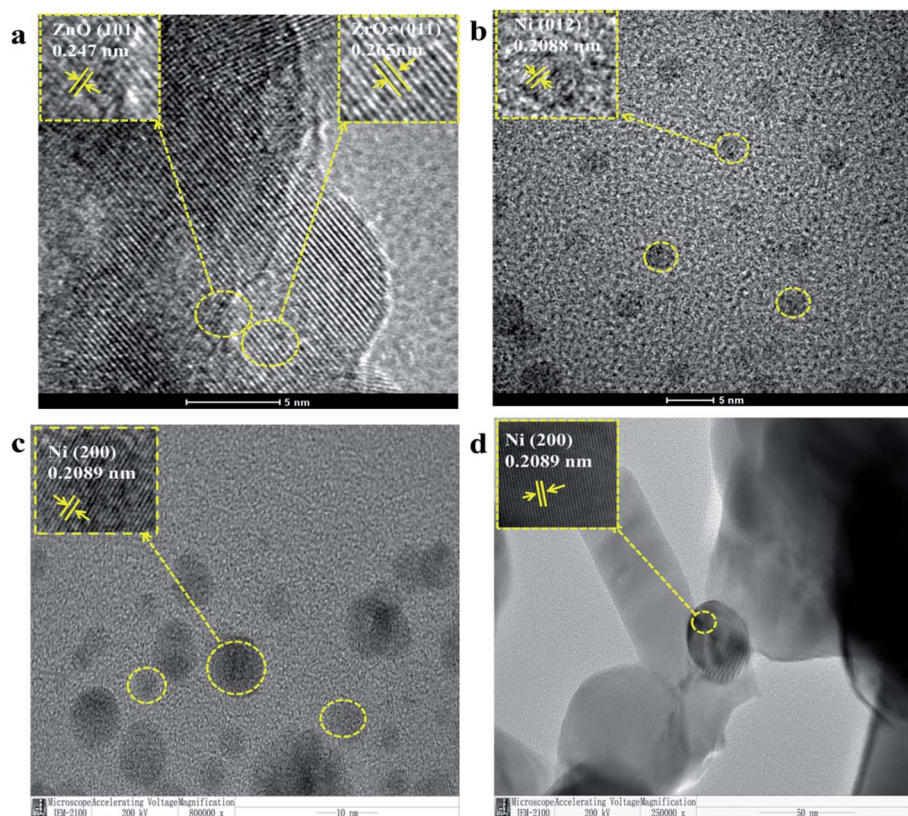 a
ZnO (101)
0.247 nm
ZrO₂ (011)
0.265nm
5 nm
b
Ni (012)
0.2088 nm
5 nm
c
Ni (200)
0.2089 nm
Microscope Accelerating Voltage Magnification
JEM-2100 200 kV 800000 x 10 nm
d
Ni (200)
0.2089 nm
Microscope Accelerating Voltage Magnification
JEM-2100 200 kV 250000 x 50 nm